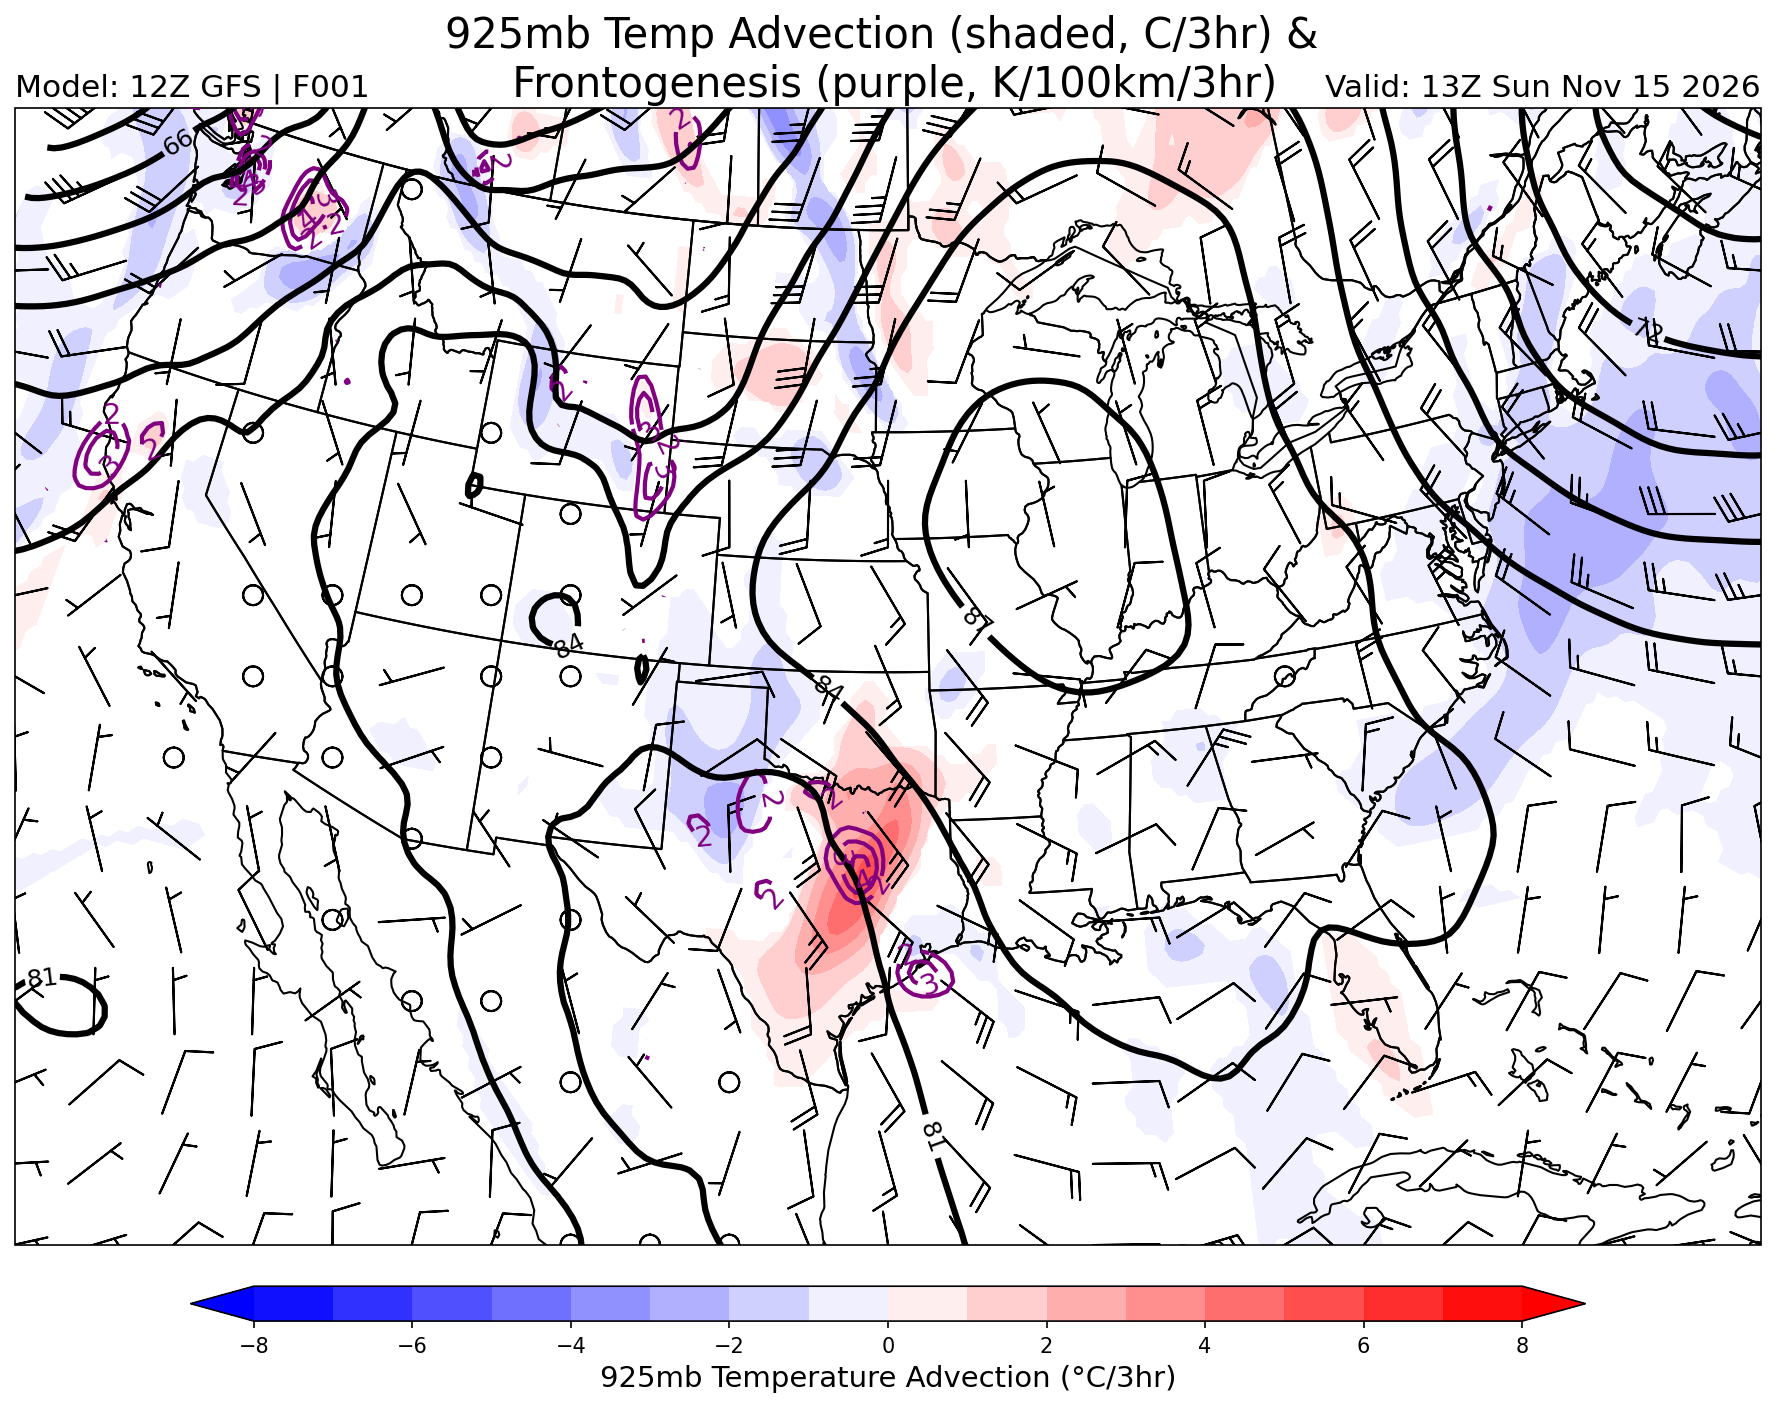 925mb Temp Advection (shaded, C/3hr) &
Model: 12Z GFS | F001 Frontogenesis (purple, K/100km/3hr) Valid: 13Z Sun Nov 15 2026
66
72
84
84
81
81
−8 −6 −4 −2 0 2 4 6 8
925mb Temperature Advection (°C/3hr)